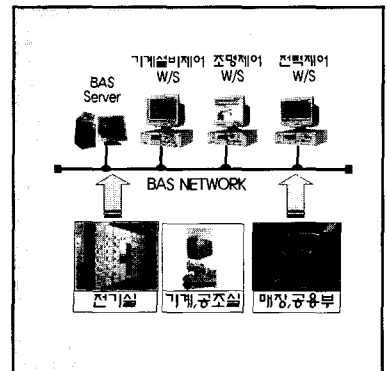 기계설비제어 조명제어 전력제어
W/S W/S W/S
BAS
Server
BAS NETWORK
전기실 기계,공조실 매장,공용부